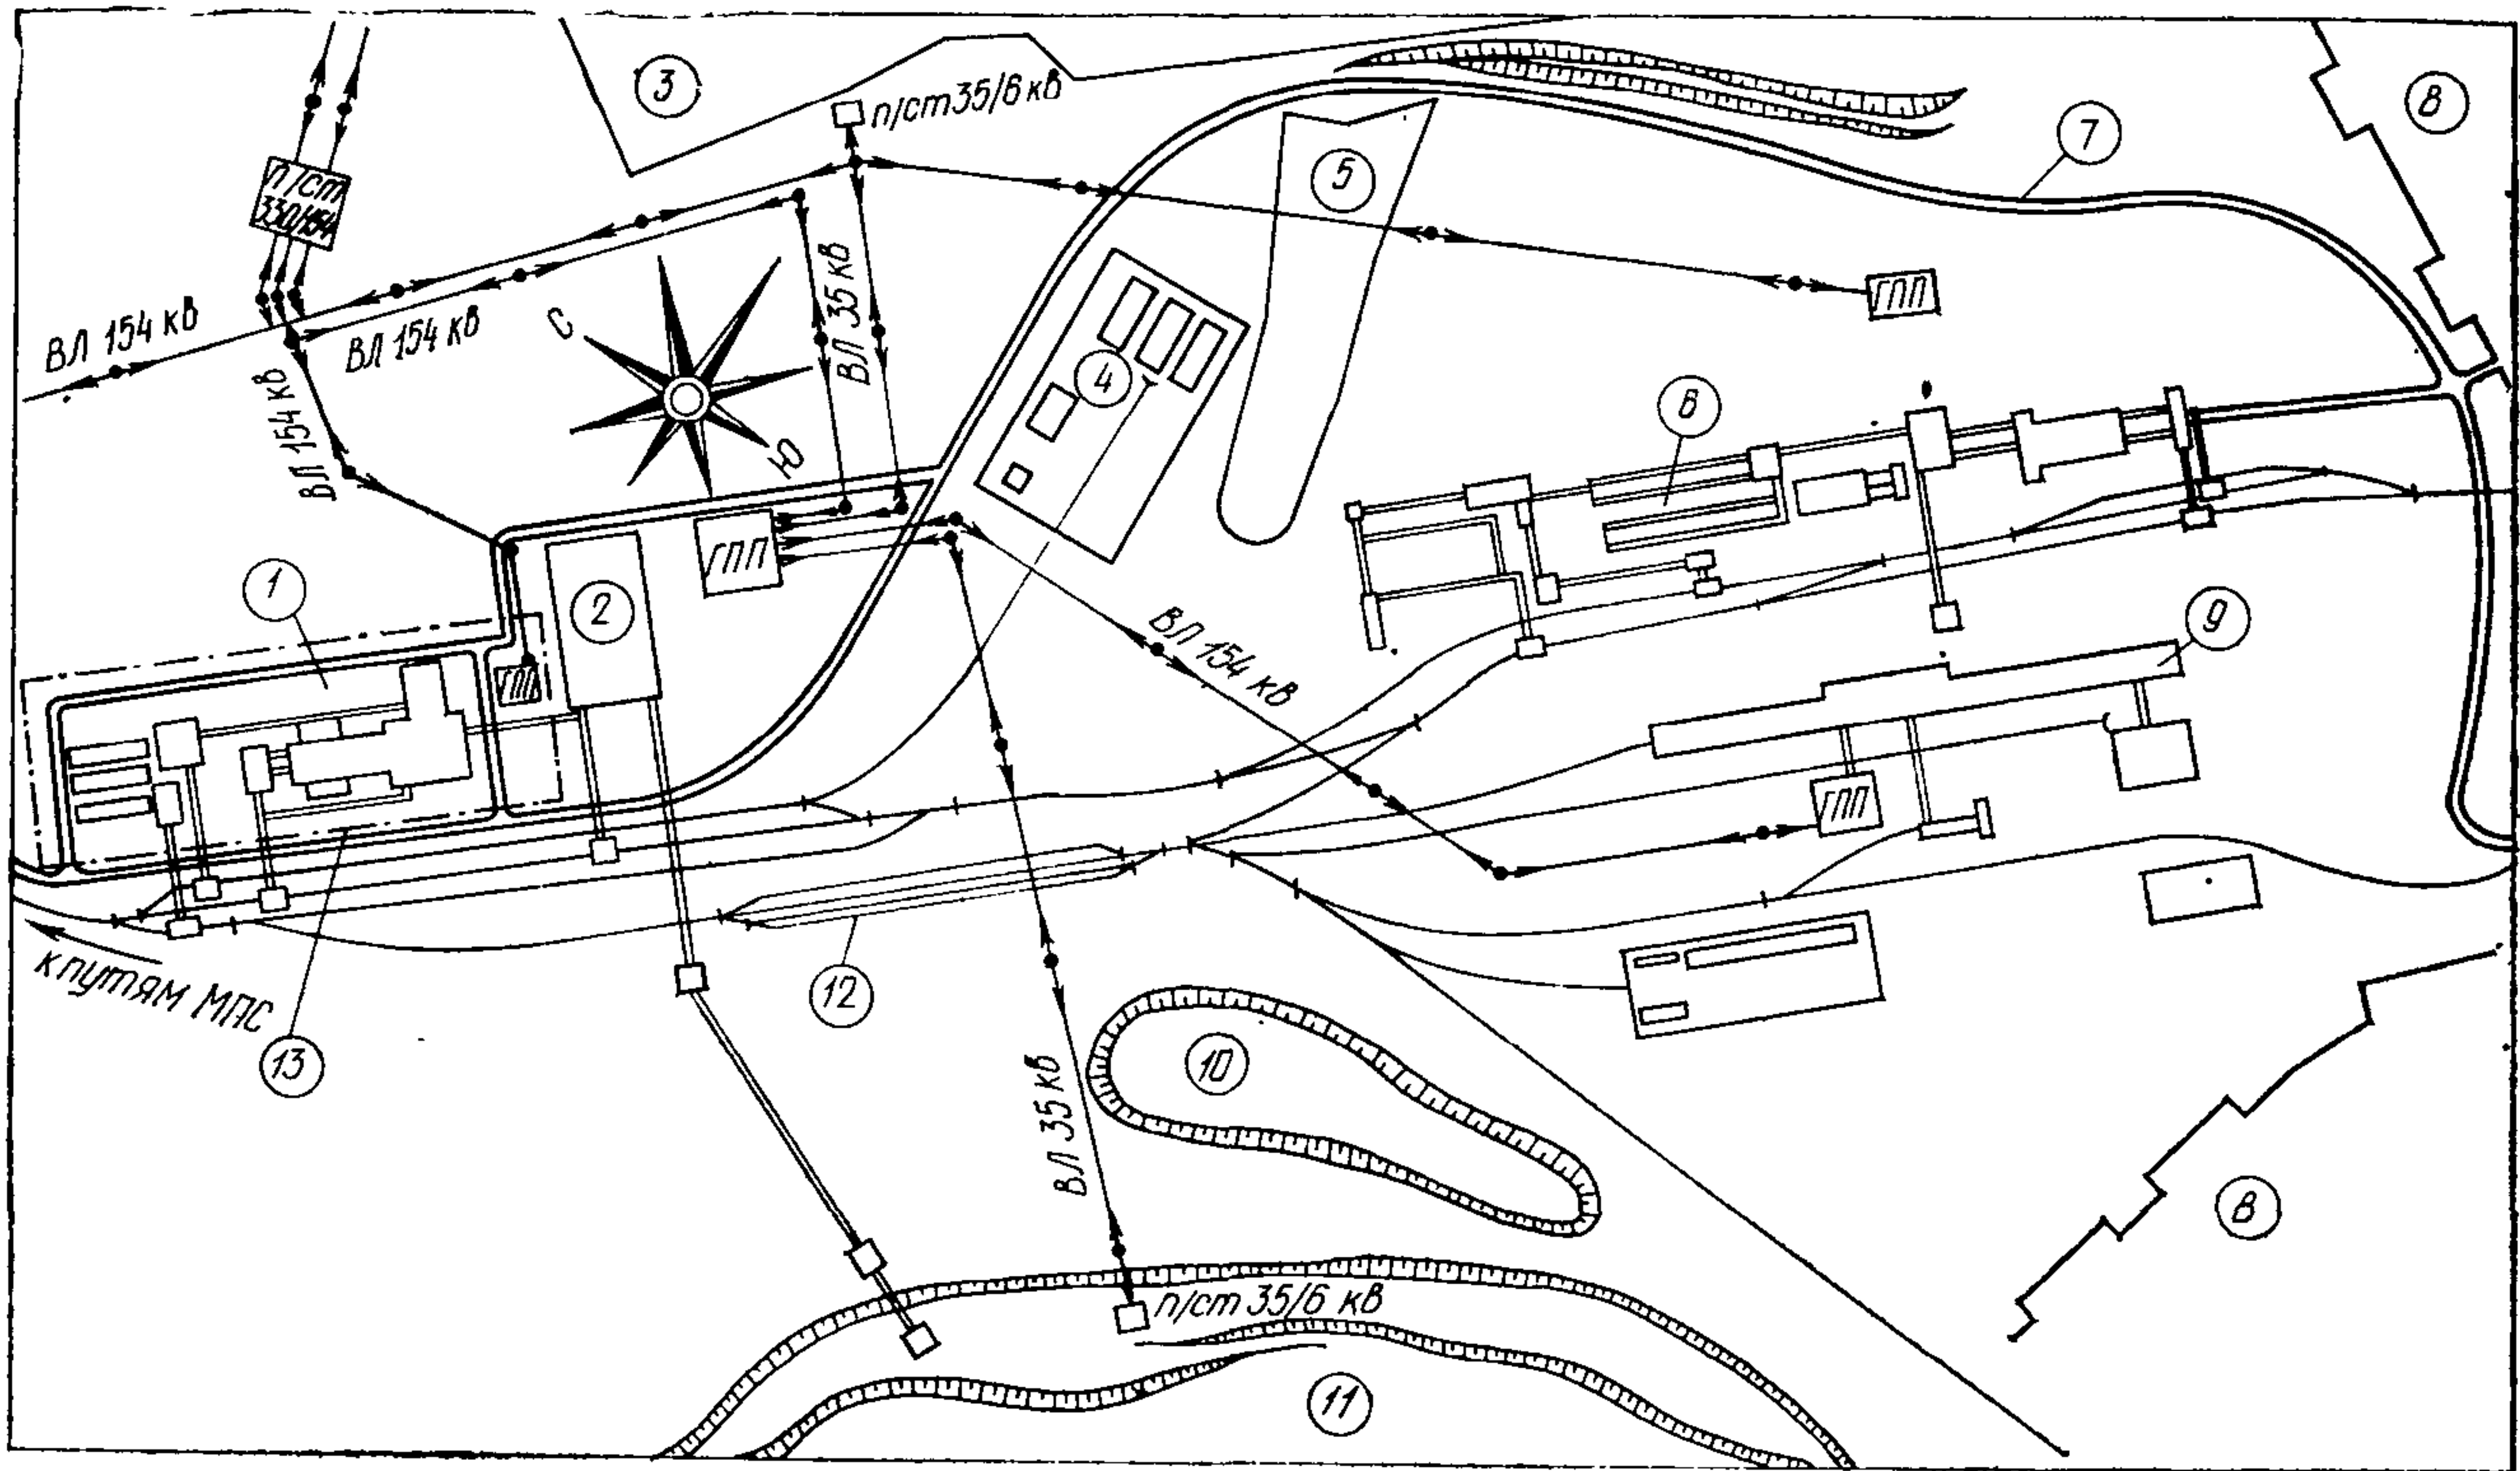 3
п/ст 35/6 кв
8
7
п/ст
330/154
5
ГПП
ВЛ 154 кв
ВЛ 154 кв
С
ВЛ 35 кв
4
6
ВЛ 154 кв
Ю
ГПП
1
2
ВЛ 154 кв
9
ГПП
ГПП
к путям МПС
12
13
10
ВЛ 35 кв
8
п/ст 35/6 кв
11